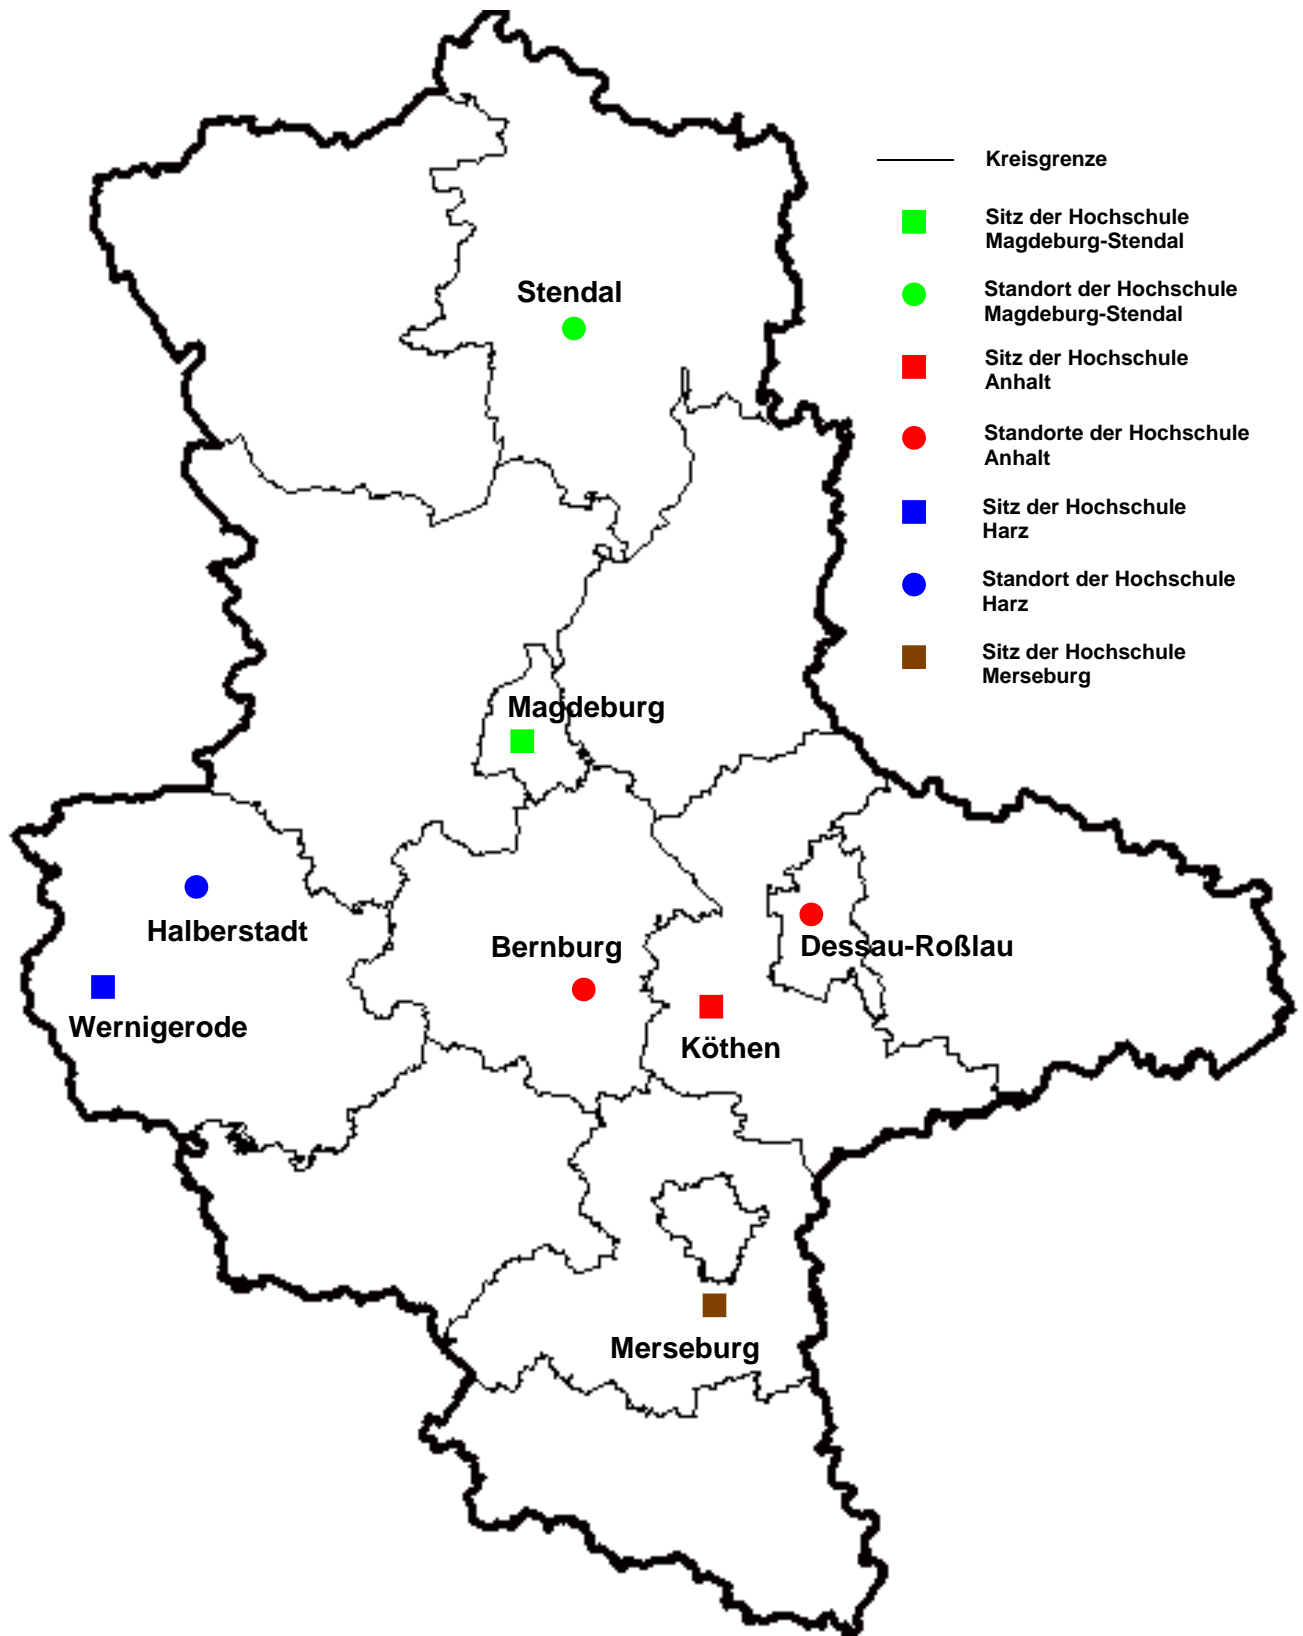 Kreisgrenze
Sitz der Hochschule
Magdeburg-Stendal
Standort der Hochschule
Magdeburg-Stendal
Sitz der Hochschule
Anhalt
Standorte der Hochschule
Anhalt
Sitz der Hochschule
Harz
Standort der Hochschule
Harz
Sitz der Hochschule
Merseburg
Stendal
Magdeburg
Halberstadt
Bernburg
Dessau-Roßlau
Wernigerode
Köthen
Merseburg